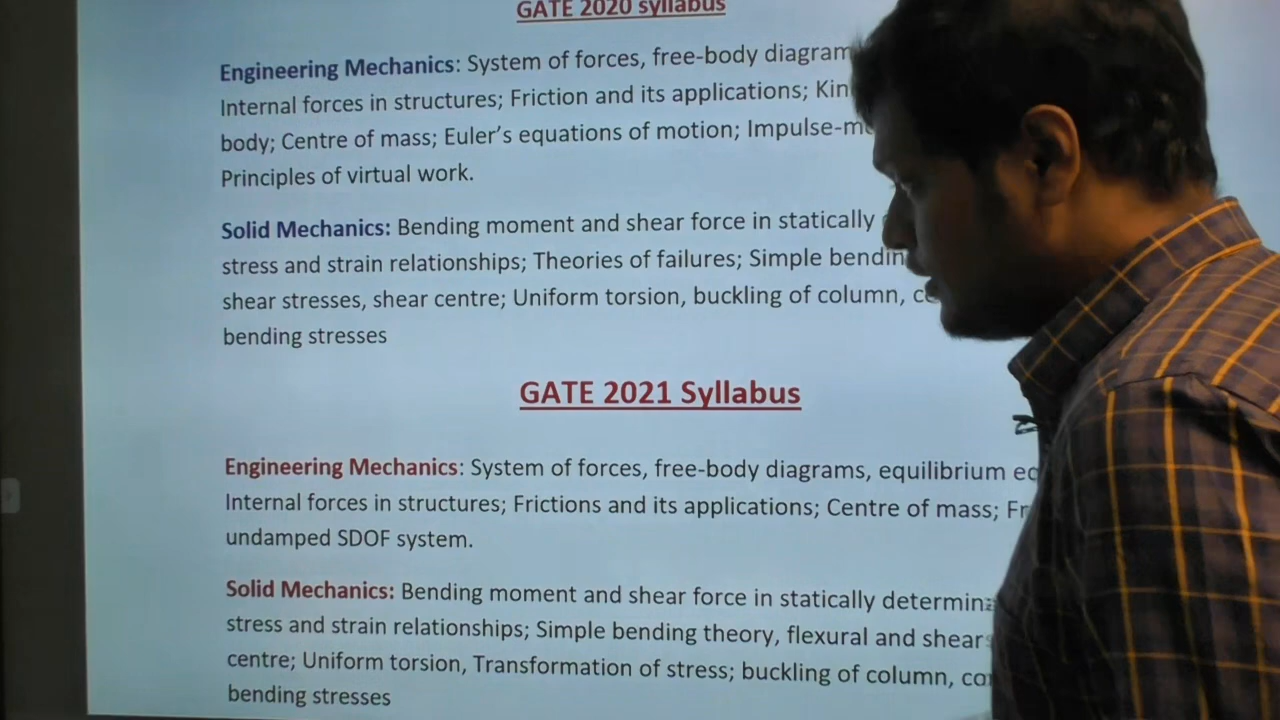 GATE 2020 syllabus
Engineering Mechanics: System of forces, free-body diagram
Internal forces in structures; Friction and its applications; Kin
body; Centre of mass; Euler's equations of motion; Impulse-m
Principles of virtual work.
Solid Mechanics: Bending moment and shear force in statically
stress and strain relationships; Theories of failures; Simple bendin
shear stresses, shear centre; Uniform torsion, buckling of column, c
bending stresses
GATE 2021 Syllabus
Engineering Mechanics: System of forces, free-body diagrams, equilibrium eq
Internal forces in structures; Frictions and its applications; Centre of mass; Fr
undamped SDOF system.
Solid Mechanics: Bending moment and shear force in statically determina
stress and strain relationships; Simple bending theory, flexural and shear
centre; Uniform torsion, Transformation of stress; buckling of column, co
bending stresses